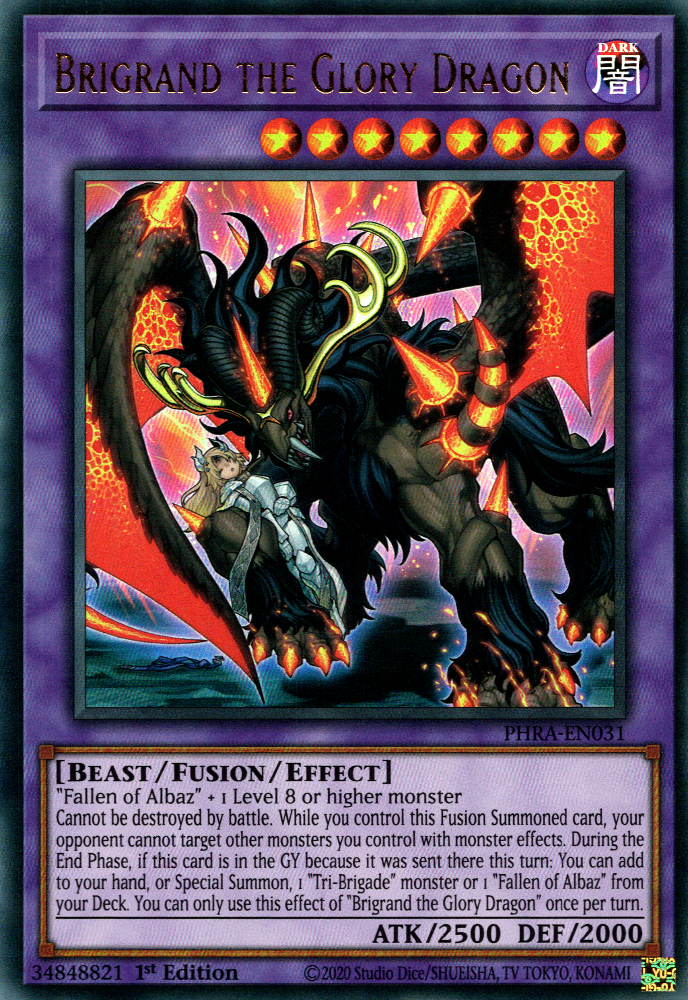 BRIGRAND THE GLORY DRAGON
DARK
闇
PHRA-EN031
[BEAST/FUSION/EFFECT]
"Fallen of Albaz" + 1 Level 8 or higher monster
Cannot be destroyed by battle. While you control this Fusion Summoned card, your
opponent cannot target other monsters you control with monster effects. During the
End Phase, if this card is in the GY because it was sent there this turn: You can add
to your hand, or Special Summon, 1 "Tri-Brigade" monster or 1 "Fallen of Albaz" from
your Deck. You can only use this effect of "Brigrand the Glory Dragon" once per turn.
ATK/2500 DEF/2000
34848821 1st Edition ©2020 Studio Dice/SHUEISHA, TV TOKYO, KONAMI